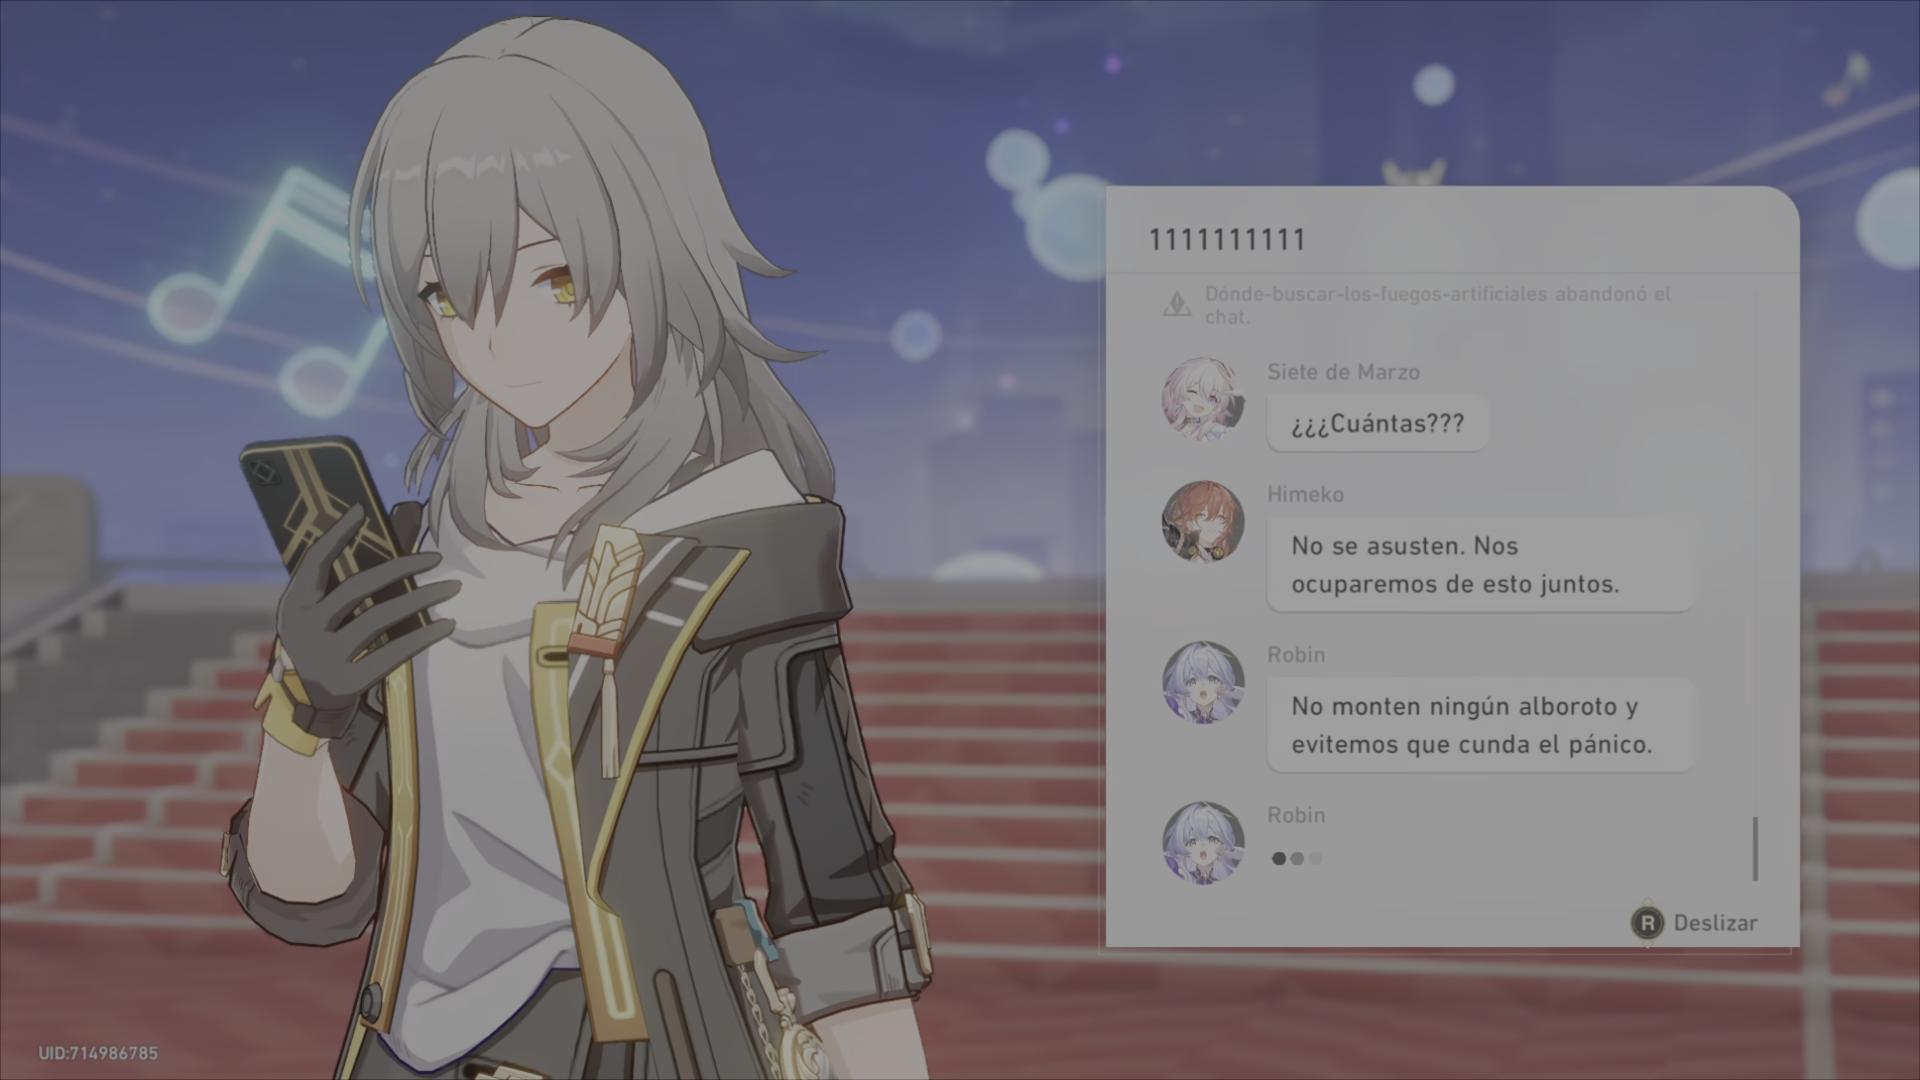 1111111111
Dónde-buscar-los-fuegos-artificiales abandonó el
chat.
Siete de Marzo
¿¿¿Cuántas???
Himeko
No se asusten. Nos
ocuparemos de esto juntos.
Robin
No monten ningún alboroto y
evitemos que cunda el pánico.
Robin
R Deslizar
UID:714986785